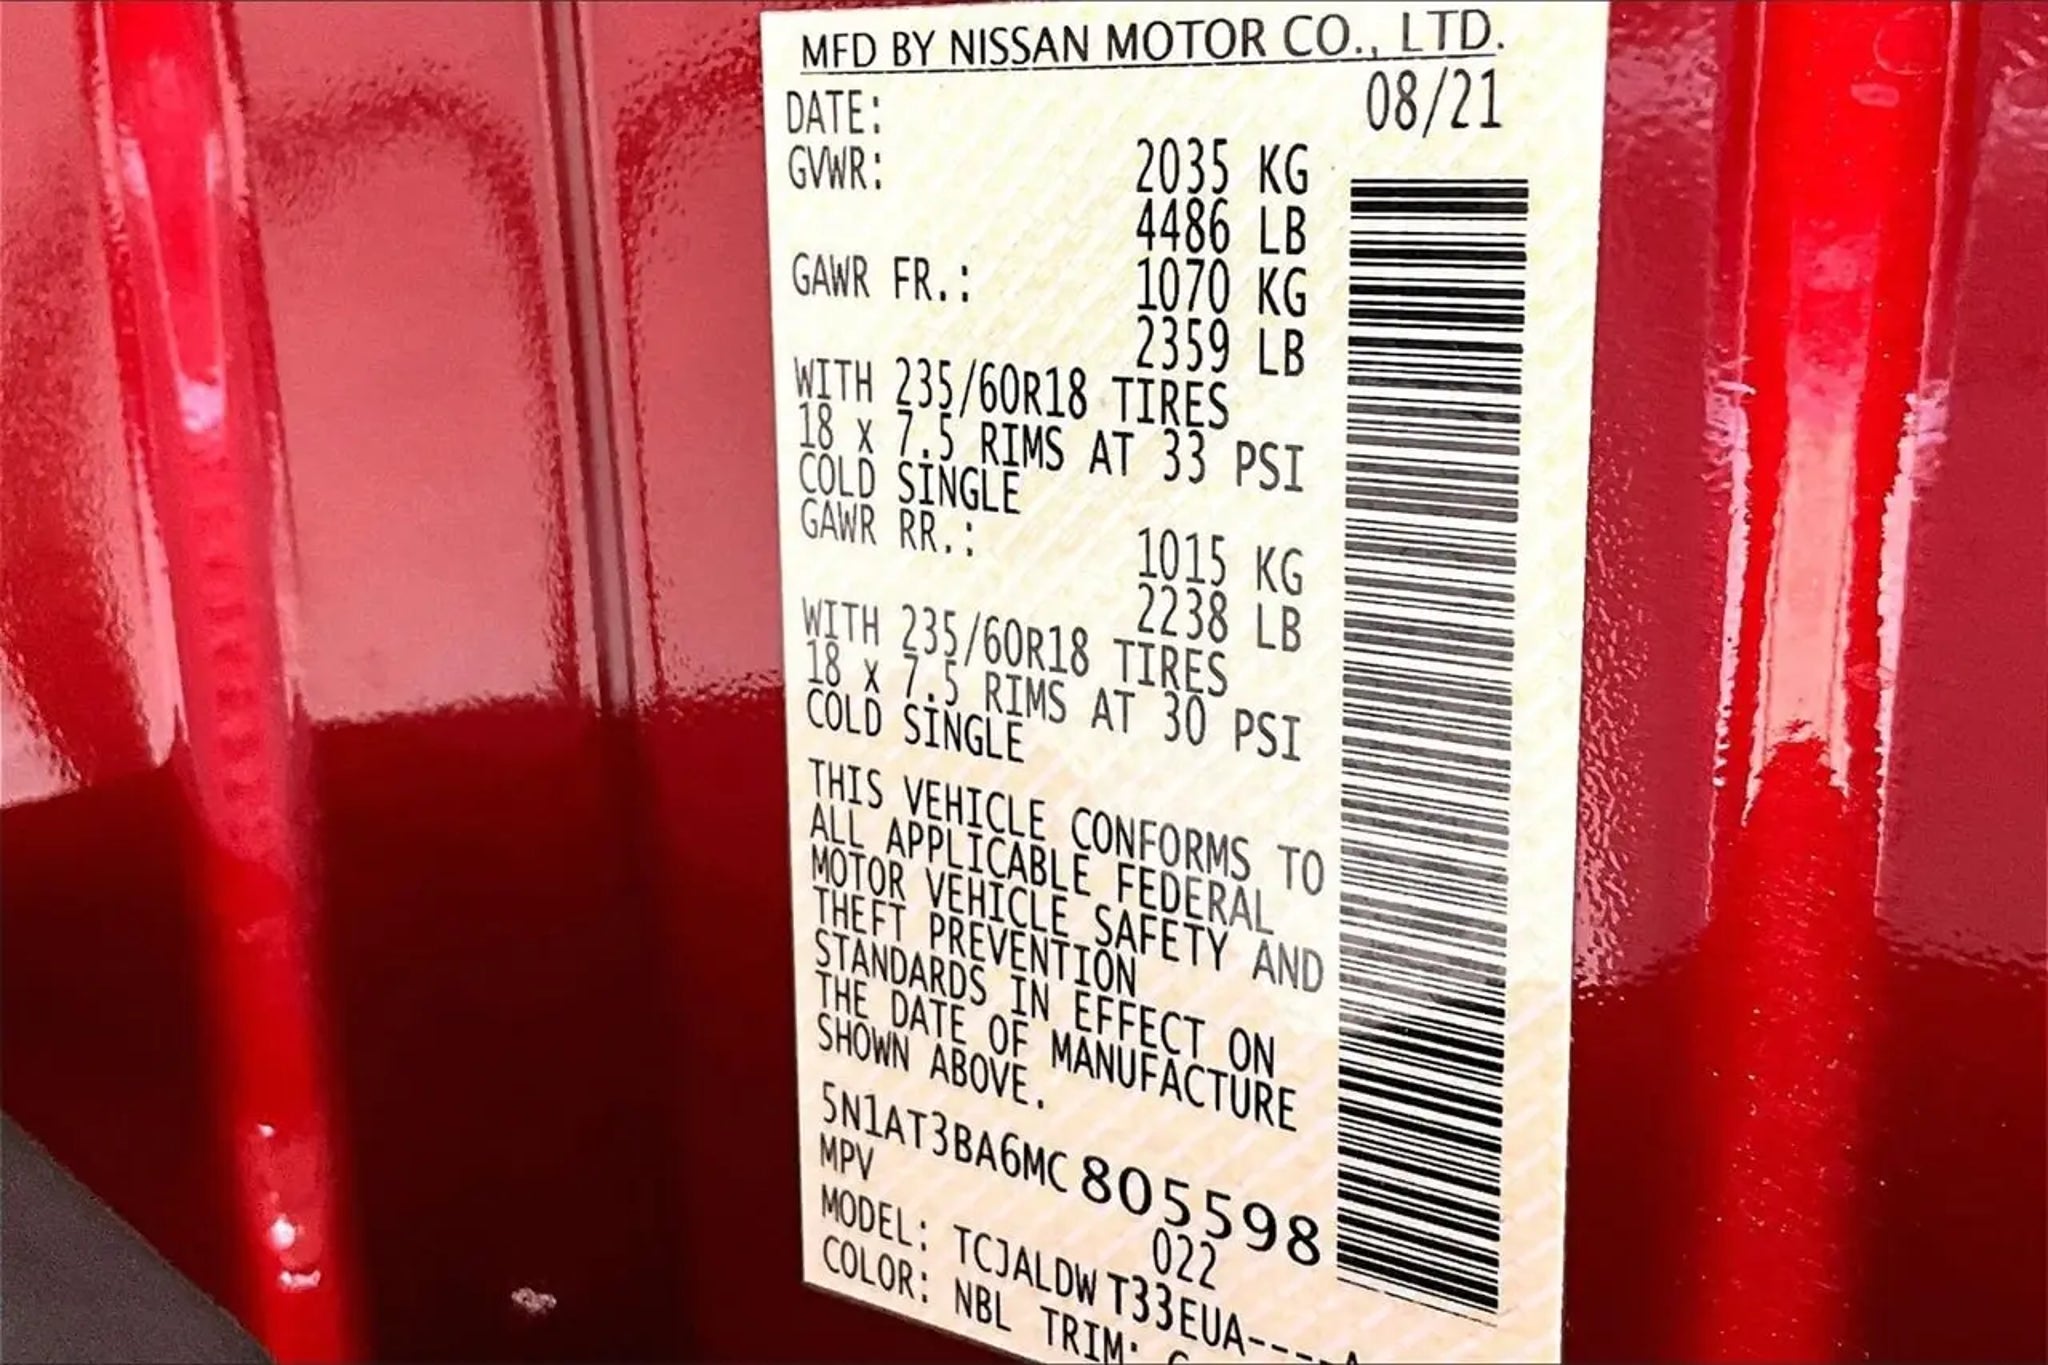 MFD BY NISSAN MOTOR CO., LTD.
DATE: 08/21
GVWR: 2035 KG
4486 LB
GAWR FR.: 1070 KG
2359 LB
WITH 235/60R18 TIRES
18 x 7.5 RIMS AT 33 PSI
COLD SINGLE
GAWR RR.: 1015 KG
2238 LB
WITH 235/60R18 TIRES
18 x 7.5 RIMS AT 30 PSI
COLD SINGLE
THIS VEHICLE CONFORMS TO
ALL APPLICABLE FEDERAL
MOTOR VEHICLE SAFETY AND
THEFT PREVENTION
STANDARDS IN EFFECT ON
THE DATE OF MANUFACTURE
SHOWN ABOVE.
5N1AT3BA6MC805598
MPV 022
MODEL: TCJALDWT33EUA----A
COLOR: NBL TRIM: